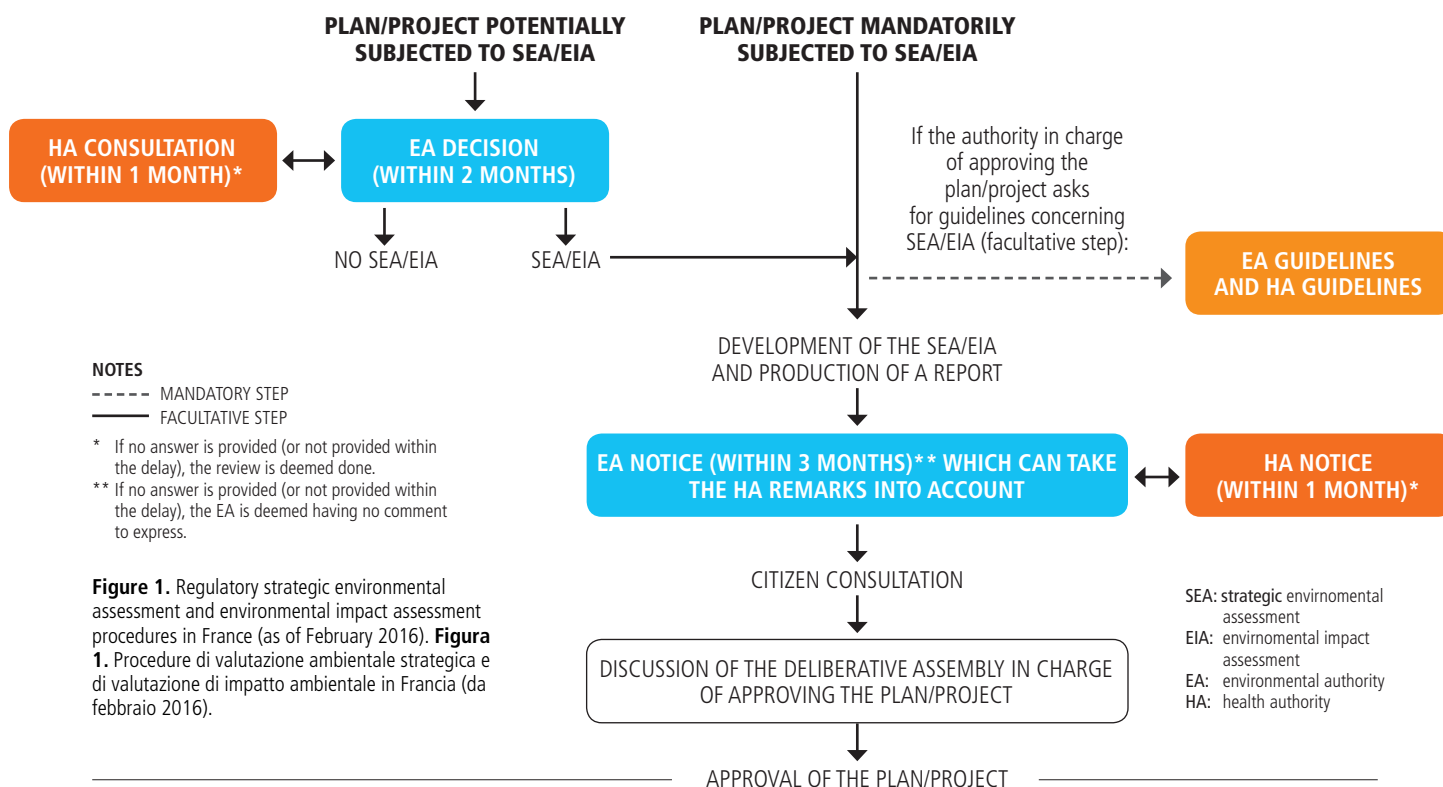 PLAN/PROJECT POTENTIALLY
SUBJECTED TO SEA/EIA
PLAN/PROJECT MANDATORILY
SUBJECTED TO SEA/EIA
HA CONSULTATION
(WITHIN 1 MONTH)*
EA DECISION
(WITHIN 2 MONTHS)
If the authority in charge
of approving the
plan/project asks
for guidelines concerning
SEA/EIA (facultative step):
NO SEA/EIA
SEA/EIA
EA GUIDELINES
AND HA GUIDELINES
DEVELOPMENT OF THE SEA/EIA
AND PRODUCTION OF A REPORT
NOTES
MANDATORY STEP
FACULTATIVE STEP
* If no answer is provided (or not provided within
the delay), the review is deemed done.
** If no answer is provided (or not provided within
the delay), the EA is deemed having no comment
to express.
EA NOTICE (WITHIN 3 MONTHS)** WHICH CAN TAKE
THE HA REMARKS INTO ACCOUNT
HA NOTICE
(WITHIN 1 MONTH)*
CITIZEN CONSULTATION
Figure 1. Regulatory strategic environmental
assessment and environmental impact assessment
procedures in France (as of February 2016). Figura
1. Procedure di valutazione ambientale strategica e
di valutazione di impatto ambientale in Francia (da
febbraio 2016).
SEA: strategic envirnomental
assessment
EIA: envirnomental impact
assessment
EA: environmental authority
HA: health authority
DISCUSSION OF THE DELIBERATIVE ASSEMBLY IN CHARGE
OF APPROVING THE PLAN/PROJECT
APPROVAL OF THE PLAN/PROJECT